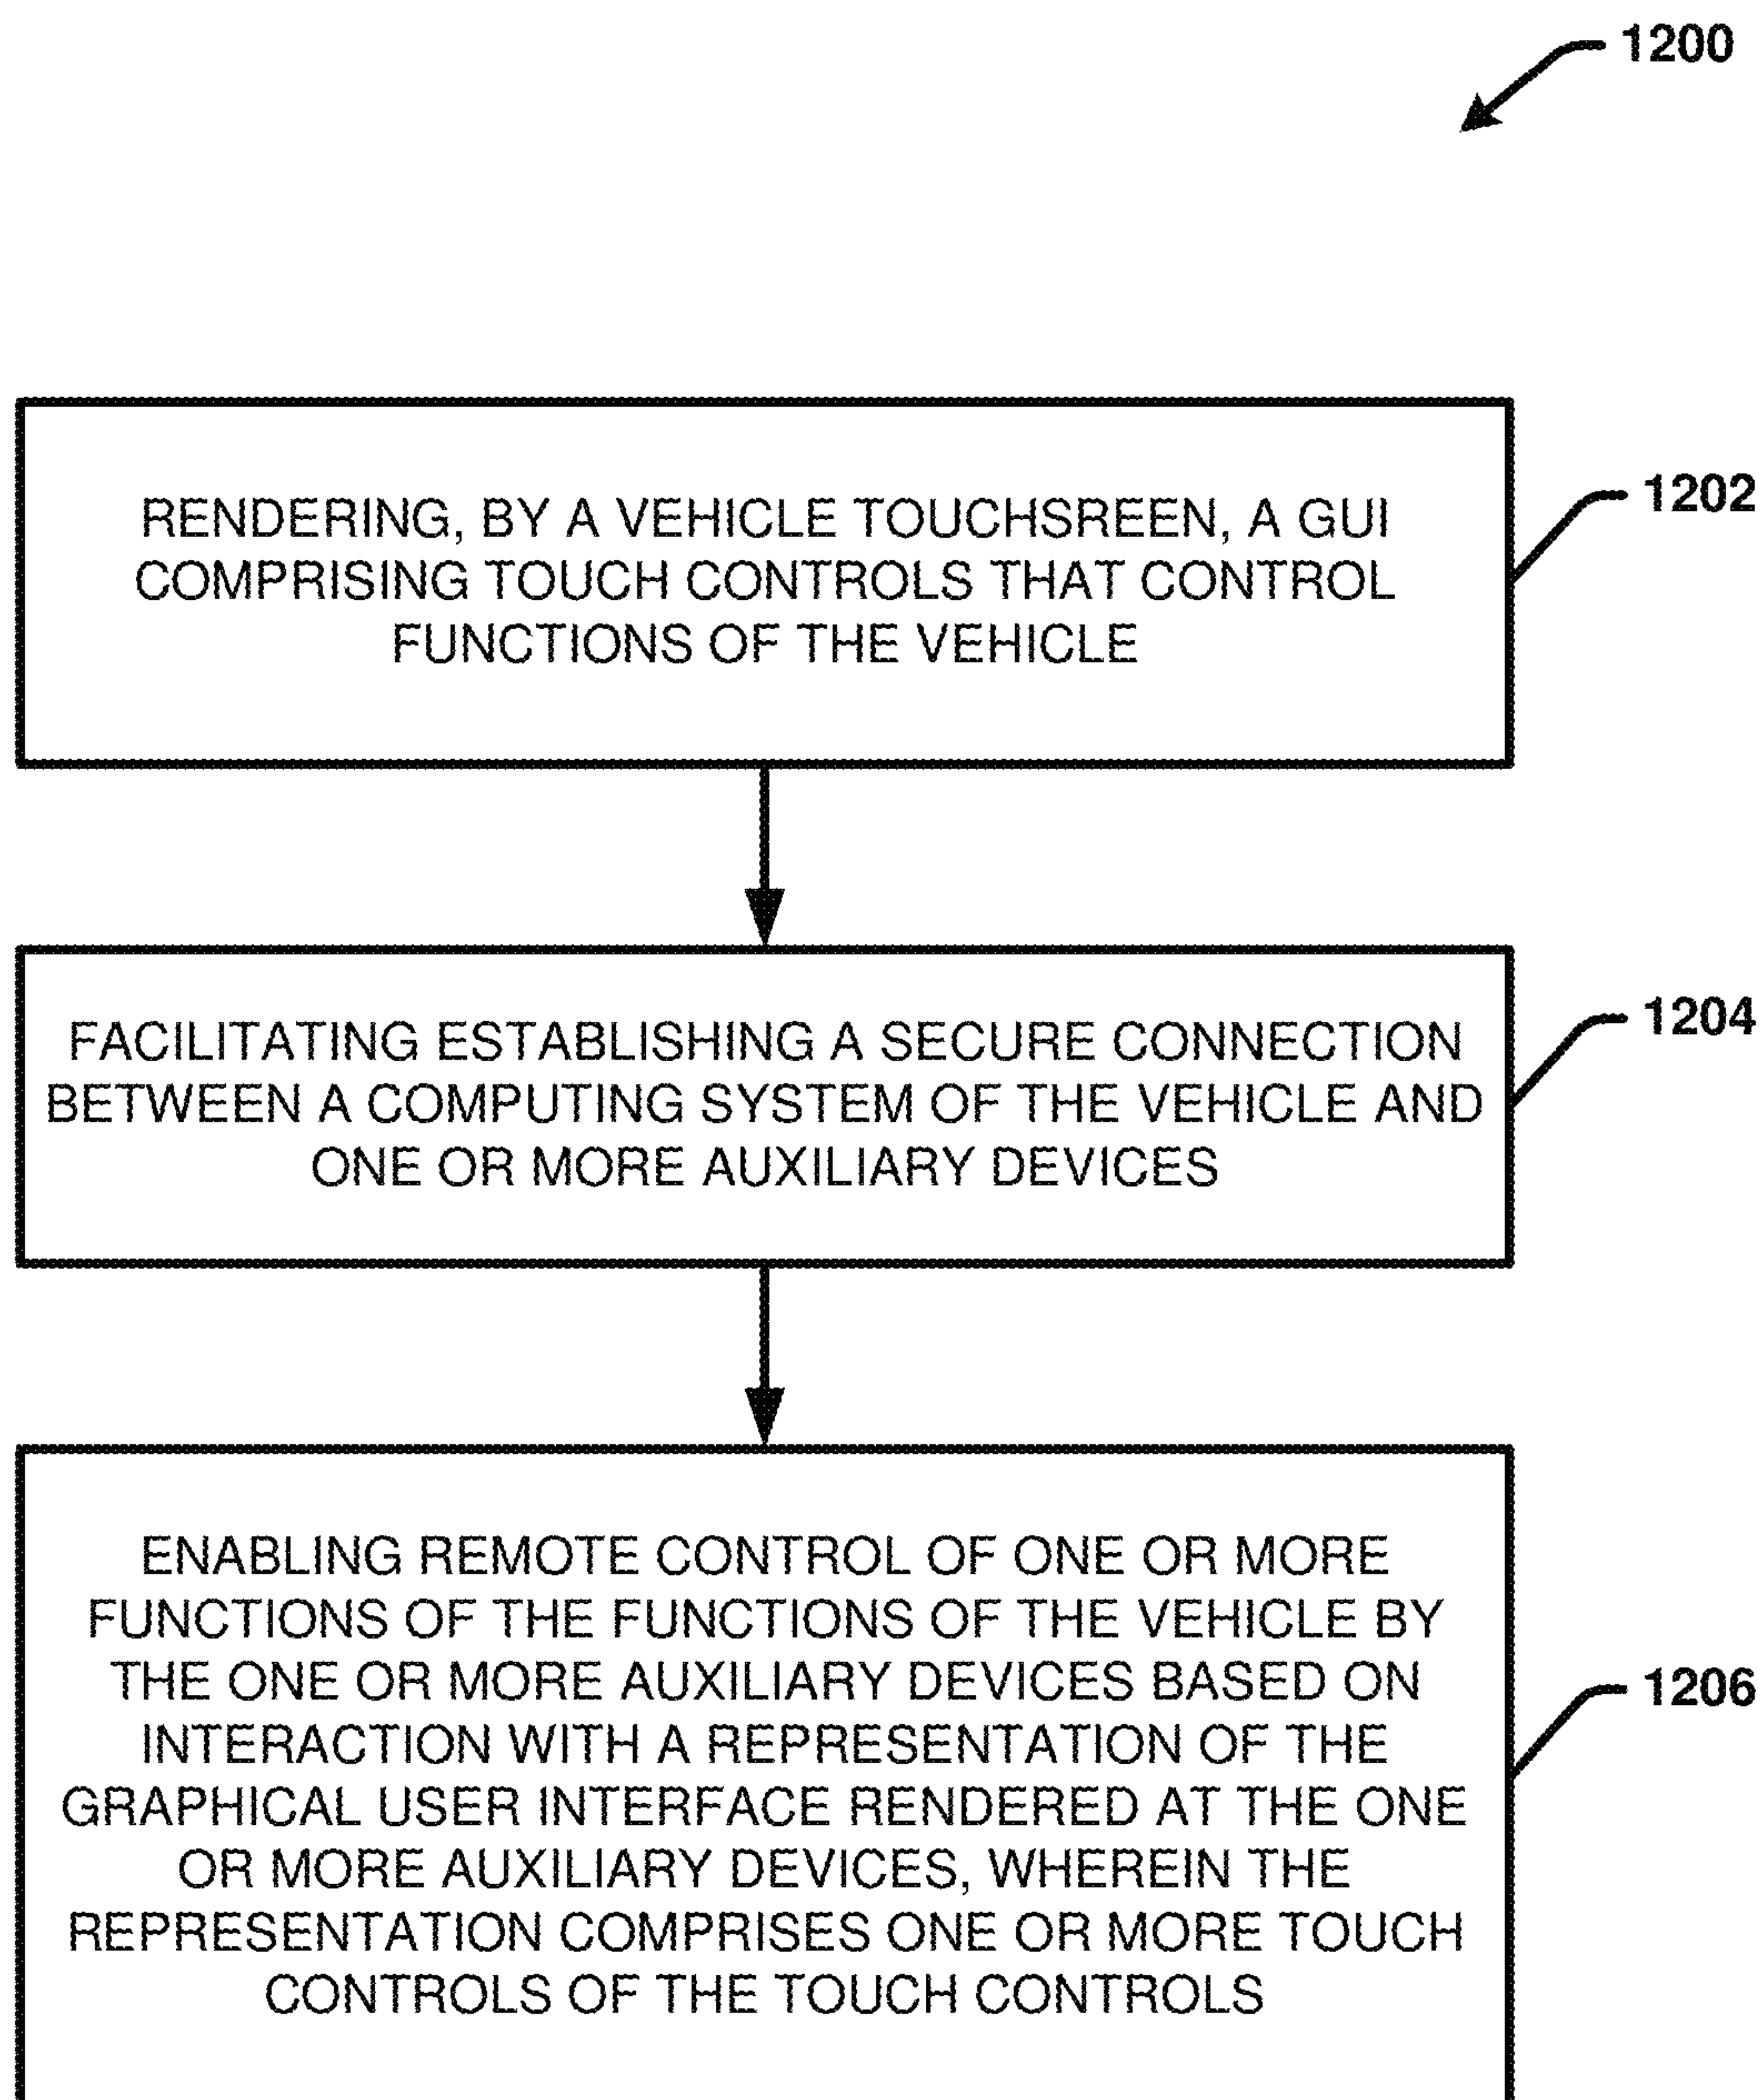 1200
RENDERING, BY A VEHICLE TOUCHSREEN, A GUI
COMPRISING TOUCH CONTROLS THAT CONTROL
FUNCTIONS OF THE VEHICLE
1202
FACILITATING ESTABLISHING A SECURE CONNECTION
BETWEEN A COMPUTING SYSTEM OF THE VEHICLE AND
ONE OR MORE AUXILIARY DEVICES
1204
ENABLING REMOTE CONTROL OF ONE OR MORE
FUNCTIONS OF THE FUNCTIONS OF THE VEHICLE BY
THE ONE OR MORE AUXILIARY DEVICES BASED ON
INTERACTION WITH A REPRESENTATION OF THE
GRAPHICAL USER INTERFACE RENDERED AT THE ONE
OR MORE AUXILIARY DEVICES, WHEREIN THE
REPRESENTATION COMPRISES ONE OR MORE TOUCH
CONTROLS OF THE TOUCH CONTROLS
1206